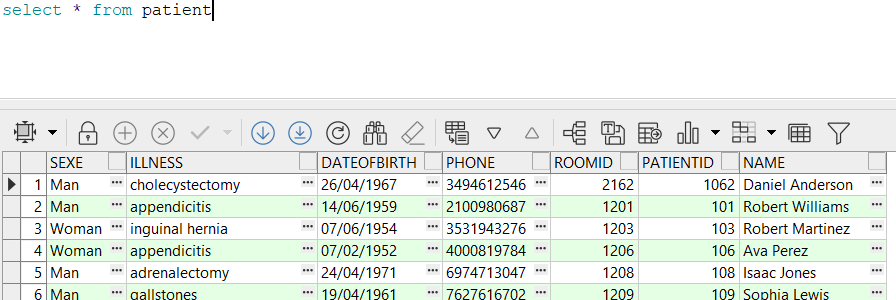 select * from patient
SEXE ILLNESS DATEOFBIRTH PHONE ROOMID PATIENTID NAME
1 Man ... cholecystectomy ... 26/04/1967 ... 3494612546 ... 2162 1062 Daniel Anderson ...
2 Man ... appendicitis ... 14/06/1959 ... 2100980687 ... 1201 101 Robert Williams ...
3 Woman ... inguinal hernia ... 07/06/1954 ... 3531943276 ... 1203 103 Robert Martinez ...
4 Woman ... appendicitis ... 07/02/1952 ... 4000819784 ... 1206 106 Ava Perez ...
5 Man ... adrenalectomy ... 24/04/1971 ... 6974713047 ... 1208 108 Isaac Jones ...
6 Man ... gallstones ... 19/04/1961 ... 7627616702 ... 1209 109 Sophia Lewis ...